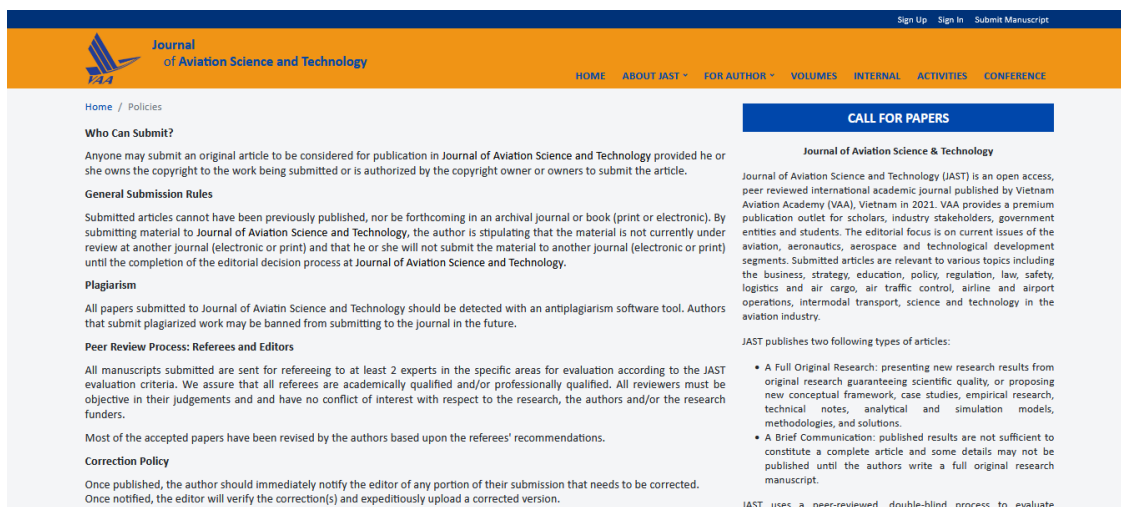 Sign Up Sign In Submit Manuscript
Journal
of Aviation Science and Technology
VAA
HOME ABOUT JAST FOR AUTHOR VOLUMES INTERNAL ACTIVITIES CONFERENCE
Home / Policies
Who Can Submit?
Anyone may submit an original article to be considered for publication in Journal of Aviation Science and Technology provided he or
she owns the copyright to the work being submitted or is authorized by the copyright owner or owners to submit the article.
General Submission Rules
Submitted articles cannot have been previously published, nor be forthcoming in an archival journal or book (print or electronic). By
submitting material to Journal of Aviation Science and Technology, the author is stipulating that the material is not currently under
review at another journal (electronic or print) and that he or she will not submit the material to another journal (electronic or print)
until the completion of the editorial decision process at Journal of Aviation Science and Technology.
Plagiarism
All papers submitted to Journal of Aviatin Science and Technology should be detected with an antiplagiarism software tool. Authors
that submit plagiarized work may be banned from submitting to the journal in the future.
Peer Review Process: Referees and Editors
All manuscripts submitted are sent for refereeing to at least 2 experts in the specific areas for evaluation according to the JAST
evaluation criteria. We assure that all referees are academically qualified and/or professionally qualified. All reviewers must be
objective in their judgements and and have no conflict of interest with respect to the research, the authors and/or the research
funders.
Most of the accepted papers have been revised by the authors based upon the referees' recommendations.
Correction Policy
Once published, the author should immediately notify the editor of any portion of their submission that needs to be corrected.
Once notified, the editor will verify the correction(s) and expeditiously upload a corrected version.
CALL FOR PAPERS
Journal of Aviation Science & Technology
Journal of Aviation Science and Technology (JAST) is an open access,
peer reviewed international academic journal published by Vietnam
Aviation Academy (VAA), Vietnam in 2021. VAA provides a premium
publication outlet for scholars, industry stakeholders, government
entities and students. The editorial focus is on current issues of the
aviation, aeronautics, aerospace and technological development
segments. Submitted articles are relevant to various topics including
the business, strategy, education, policy, regulation, law, safety,
logistics and air cargo, air traffic control, airline and airport
operations, intermodal transport, science and technology in the
aviation industry.
JAST publishes two following types of articles:
• A Full Original Research: presenting new research results from
original research guaranteeing scientific quality, or proposing
new conceptual framework, case studies, empirical research,
technical notes, analytical and simulation models,
methodologies, and solutions.
• A Brief Communication: published results are not sufficient to
constitute a complete article and some details may not be
published until the authors write a full original research
manuscript.
JAST uses a peer-reviewed, double-blind process to evaluate